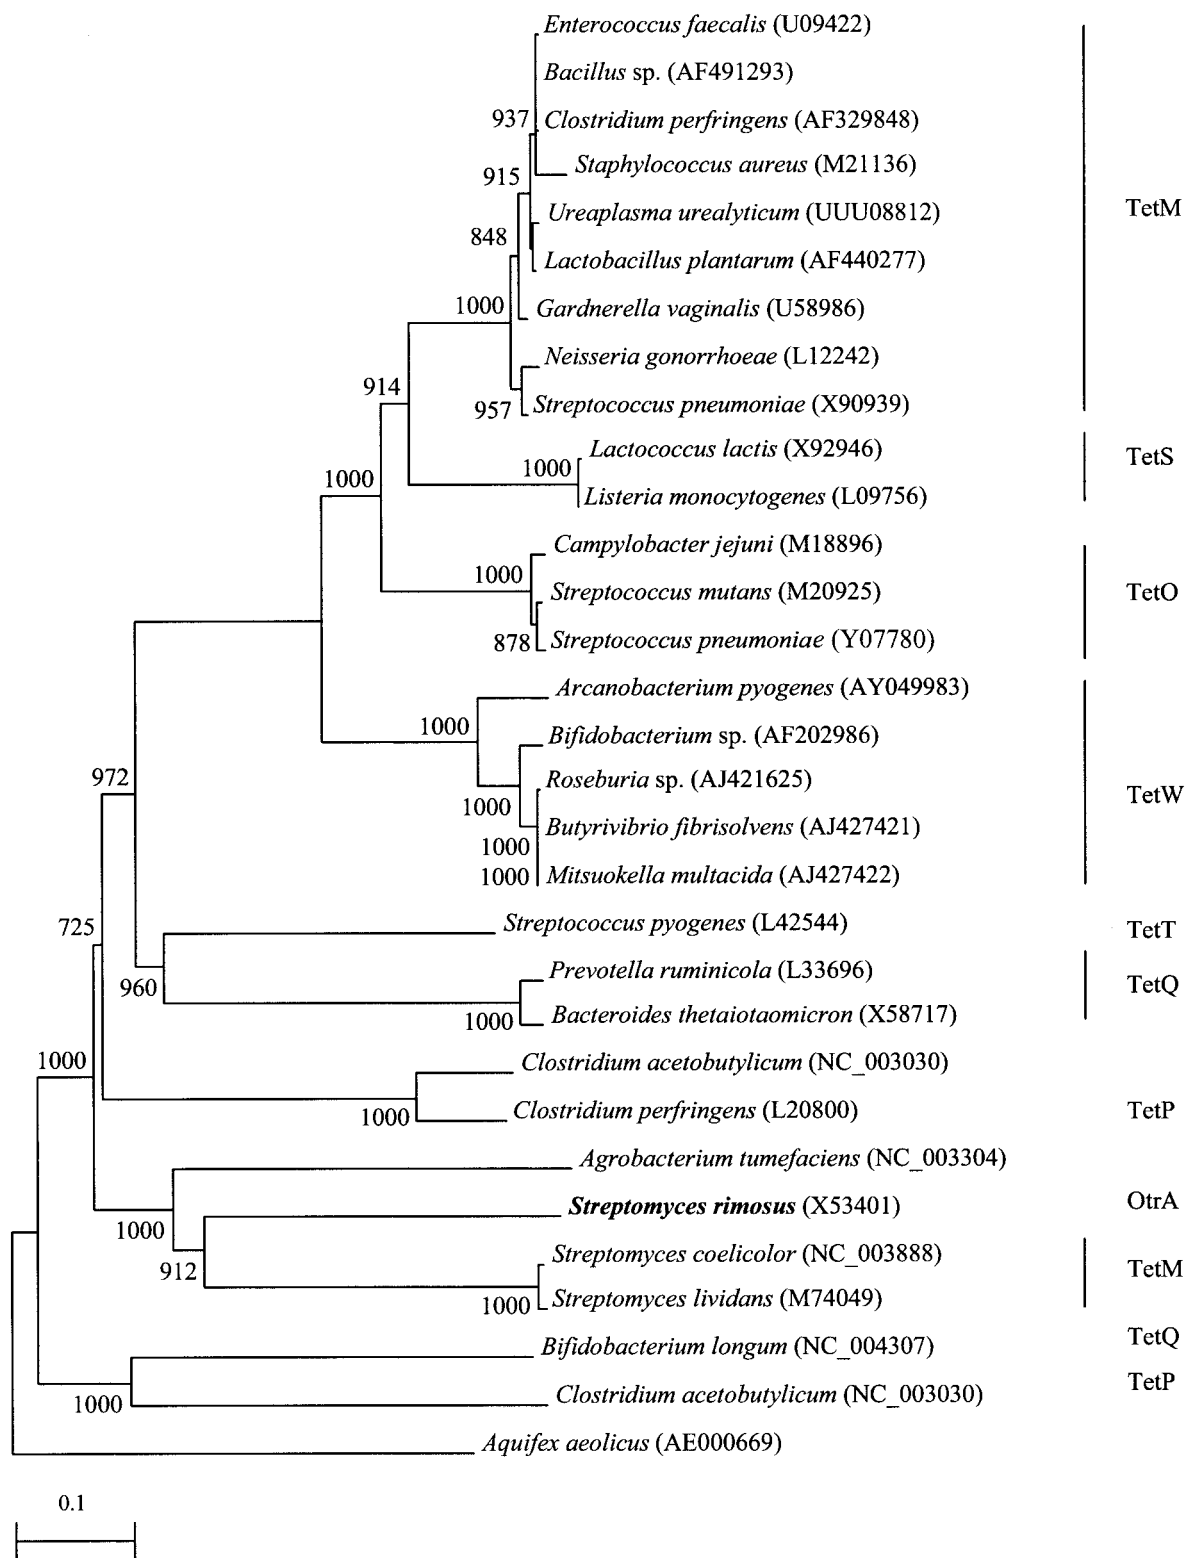 Enterococcus faecalis (U09422)
Bacillus sp. (AF491293)
937 Clostridium perfringens (AF329848)
Staphylococcus aureus (M21136)
915
TetM
Ureaplasma urealyticum (UUU08812)
848
Lactobacillus plantarum (AF440277)
1000 Gardnerella vaginalis (U58986)
Neisseria gonorrhoeae (L12242)
914
957 Streptococcus pneumoniae (X90939)
Lactococcus lactis (X92946)
TetS
1000
1000
Listeria monocytogenes (L09756)
Campylobacter jejuni (M18896)
1000
Streptococcus mutans (M20925) TetO
878 Streptococcus pneumoniae (Y07780)
Arcanobacterium pyogenes (AY049983)
1000
Bifidobacterium sp. (AF202986)
972
Roseburia sp. (AJ421625)
TetW
1000
Butyrivibrio fibrisolvens (AJ427421)
1000
1000 Mitsuokella multacida (AJ427422)
725
Streptococcus pyogenes (L42544) TetT
Prevotella ruminicola (L33696)
TetQ
960
Bacteroides thetaiotaomicron (X58717)
1000
1000
Clostridium acetobutylicum (NC_003030)
Clostridium perfringens (L20800) TetP
1000
Agrobacterium tumefaciens (NC_003304)
Streptomyces rimosus (X53401) OtrA
1000
Streptomyces coelicolor (NC_003888)
912
TetM
1000 Streptomyces lividans (M74049)
TetQ
Bifidobacterium longum (NC_004307)
TetP
Clostridium acetobutylicum (NC_003030)
1000
Aquifex aeolicus (AE000669)
0.1